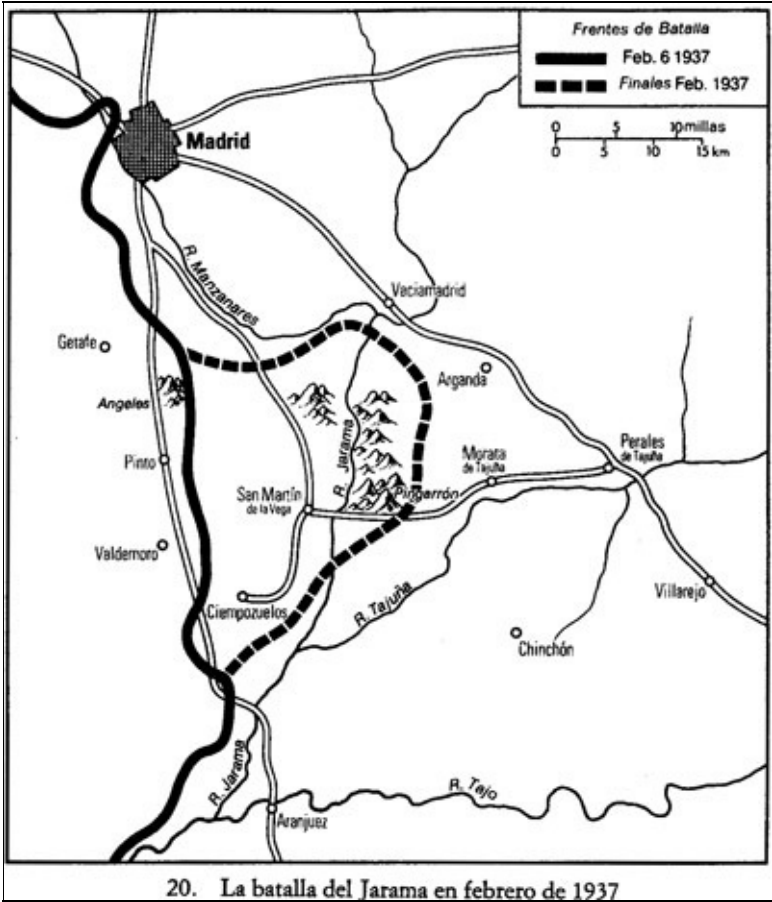 Frentes de Batalla
Feb. 6 1937
Finales Feb. 1937
0 5 10 millas
0 5 10 15 km
Madrid
R. Manzanares
Vaciamadrid
Getafe
Arganda
Angeles
R. Jarama
Perales
de Tajuña
Morata
de Tajuña
Pinto
Pingarrón
San Martín
de la Vega
Valdemoro
Villarejo
Ciempozuelos
R. Tajuña
Chinchón
R. Jarama
R. Tajo
Aranjuez
20. La batalla del Jarama en febrero de 1937